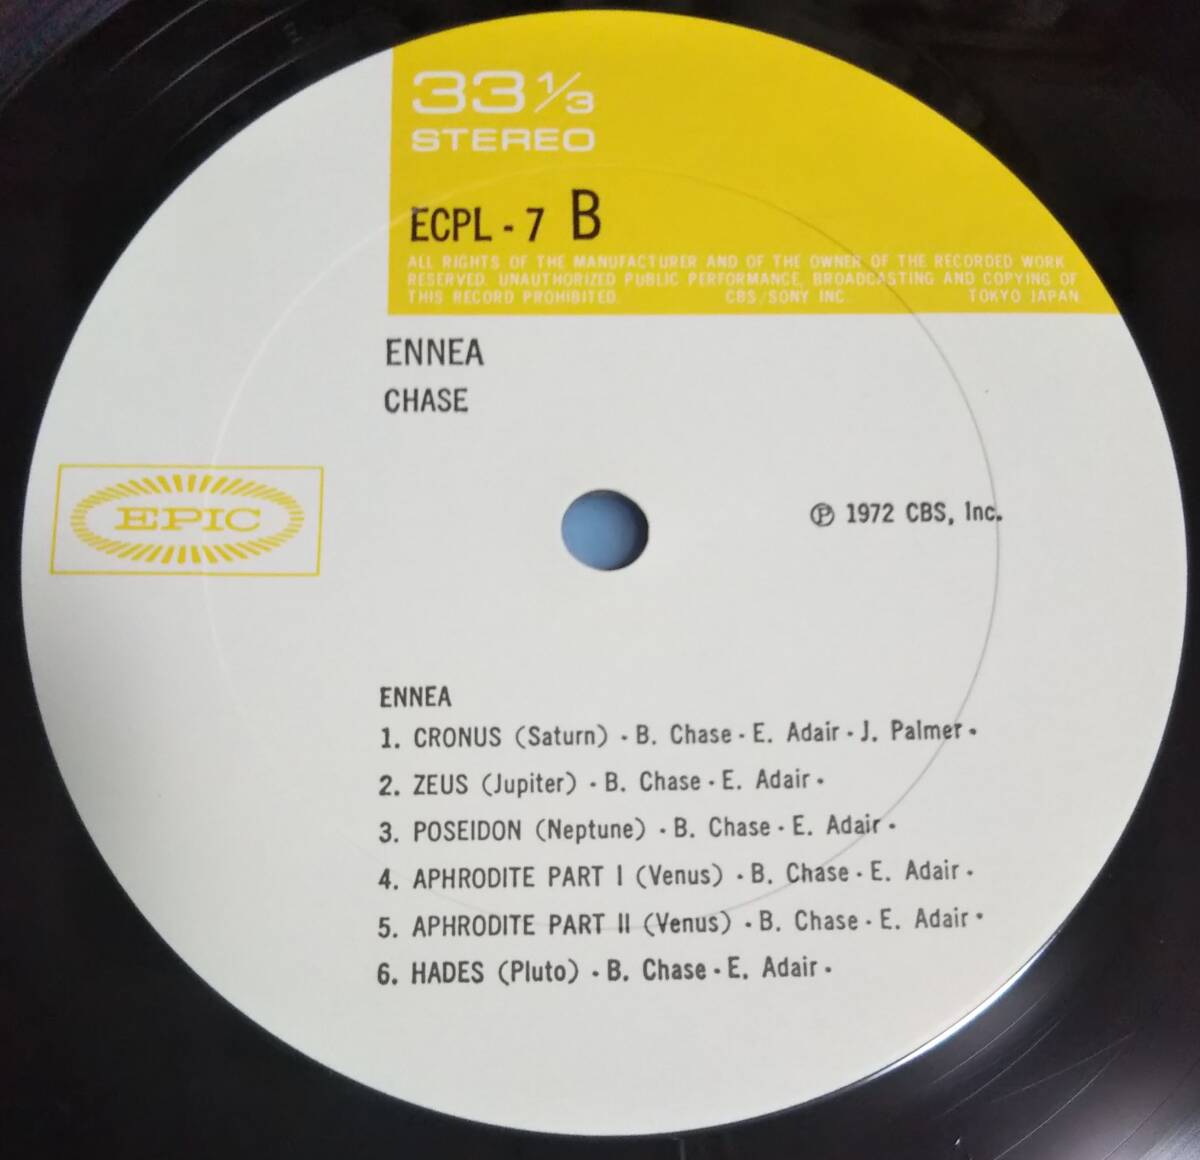 33 1/3
STEREO
ECPL - 7 B
ALL RIGHTS OF THE MANUFACTURER AND OF THE OWNER OF THE RECORDED WORK
RESERVED. UNAUTHORIZED PUBLIC PERFORMANCE, BROADCASTING AND COPYING OF
THIS RECORD PROHIBITED. CBS/SONY INC. TOKYO JAPAN
ENNEA
CHASE
EPIC
℗ 1972 CBS, Inc.
ENNEA
1. CRONUS (Saturn) · B. Chase · E. Adair · J. Palmer ·
2. ZEUS (Jupiter) · B. Chase · E. Adair ·
3. POSEIDON (Neptune) · B. Chase · E. Adair ·
4. APHRODITE PART I (Venus) · B. Chase · E. Adair ·
5. APHRODITE PART II (Venus) · B. Chase · E. Adair ·
6. HADES (Pluto) · B. Chase · E. Adair ·